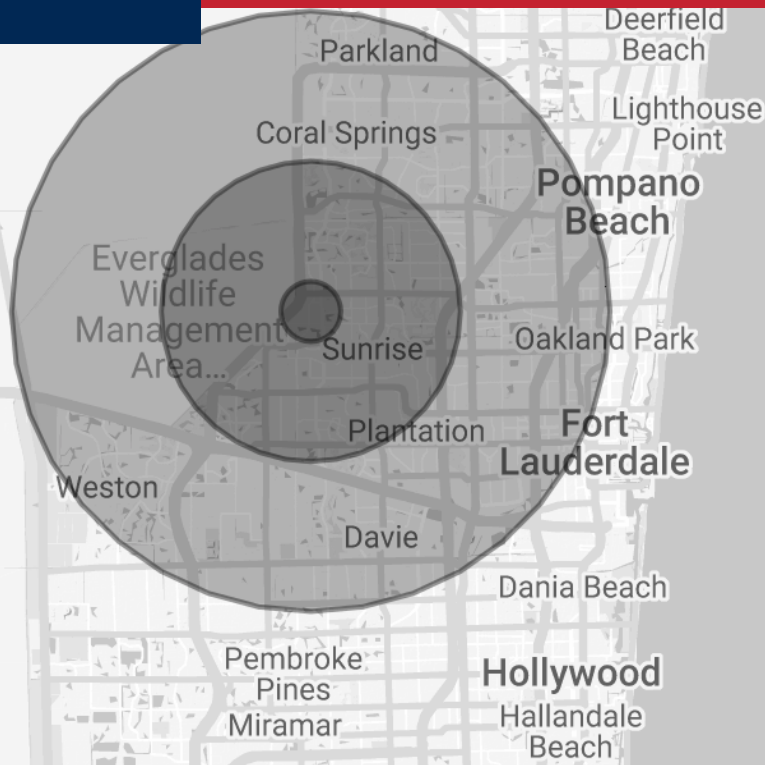 Deerfield
Beach
Parkland
Lighthouse
Point
Coral Springs
Pompano
Beach
Everglades
Wildlife
Management
Area...
Sunrise
Oakland Park
Plantation
Fort
Lauderdale
Weston
Davie
Dania Beach
Pembroke
Pines
Hollywood
Miramar
Hallandale
Beach